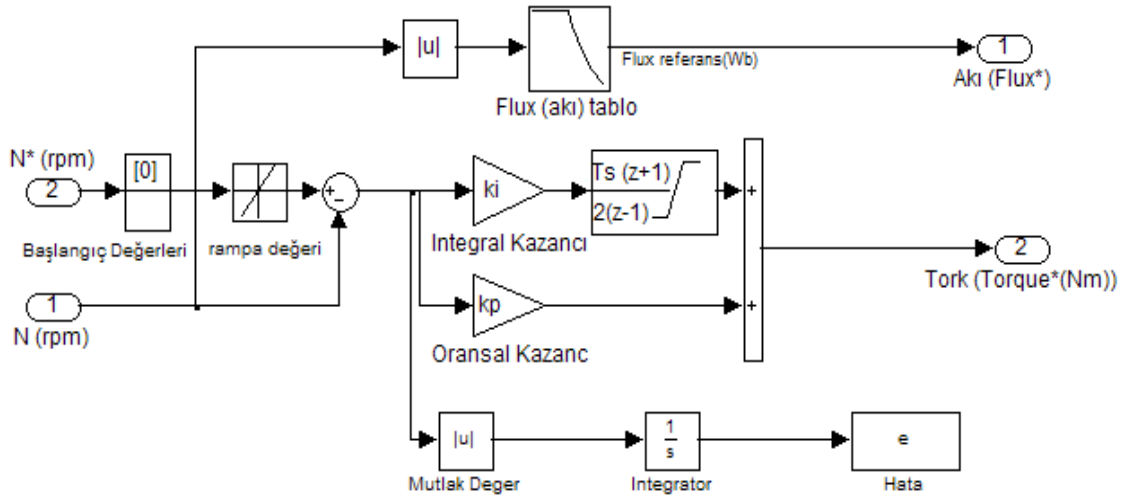 |u|
Flux referans(Wb)
1
Akı (Flux*)
Flux (akı) tablo
N* (rpm)
2
[0]
Başlangıç Değerleri
rampa değeri
+
−
ki
Integral Kazancı
Ts (z+1)
2(z-1)
+
2
Tork (Torque*(Nm))
1
N (rpm)
kp
Oransal Kazanc
+
|u|
Mutlak Deger
1
s
Integrator
e
Hata